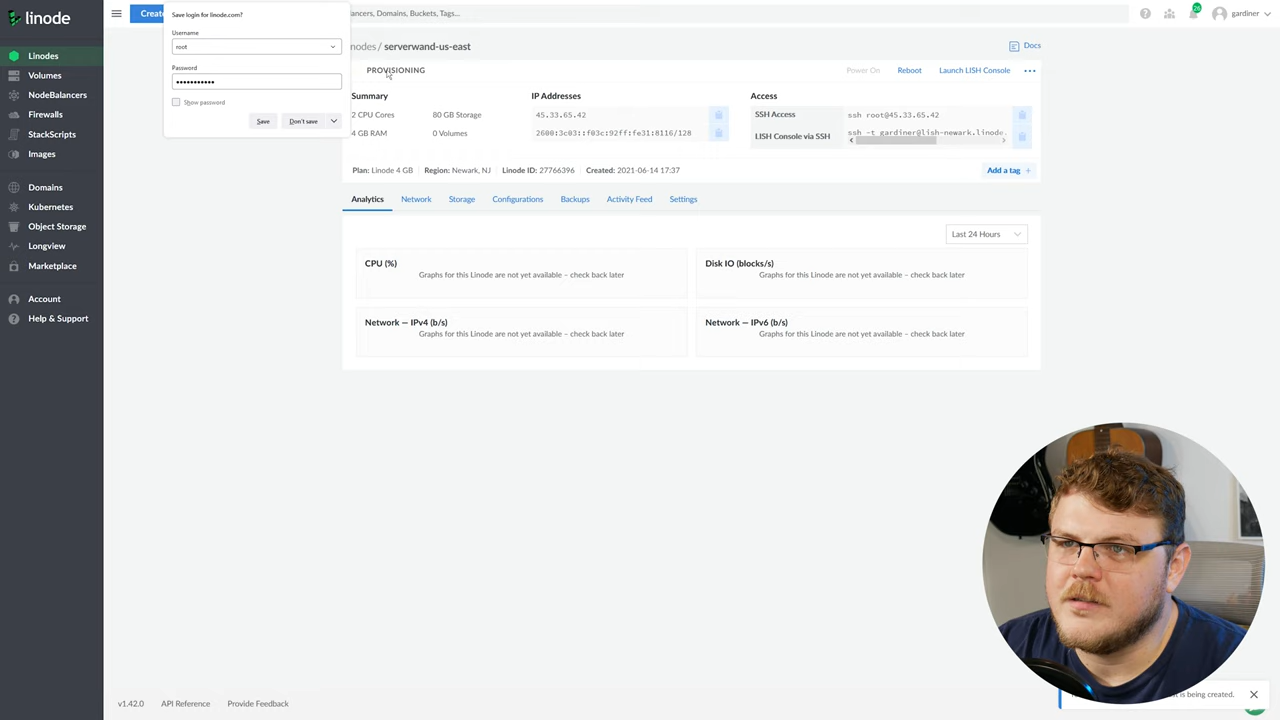 linode
Create
Save login for linode.com?
Username
root
Password
•••••••••••
Show password
Save
Don't save
ancers, Domains, Buckets, Tags...
26
gardiner
Linodes
Volumes
NodeBalancers
Firewalls
StackScripts
Images
Domains
Kubernetes
Object Storage
Longview
Marketplace
Account
Help & Support
nodes / serverwand-us-east
Docs
PROVISIONING
Power On
Reboot
Launch LISH Console
Summary
2 CPU Cores
80 GB Storage
4 GB RAM
0 Volumes
IP Addresses
45.33.65.42
2600:3c03::f03c:92ff:fe31:8116/128
Access
SSH Access
ssh root@45.33.65.42
LISH Console via SSH
ssh -t gardiner@lish-newark.linode.
Plan: Linode 4 GB
Region: Newark, NJ
Linode ID: 27766396
Created: 2021-06-14 17:37
Add a tag +
Analytics
Network
Storage
Configurations
Backups
Activity Feed
Settings
Last 24 Hours
CPU (%)
Graphs for this Linode are not yet available – check back later
Disk IO (blocks/s)
Graphs for this Linode are not yet available – check back later
Network — IPv4 (b/s)
Graphs for this Linode are not yet available – check back later
Network — IPv6 (b/s)
Graphs for this Linode are not yet available – check back later
is being created.
v1.42.0
API Reference
Provide Feedback